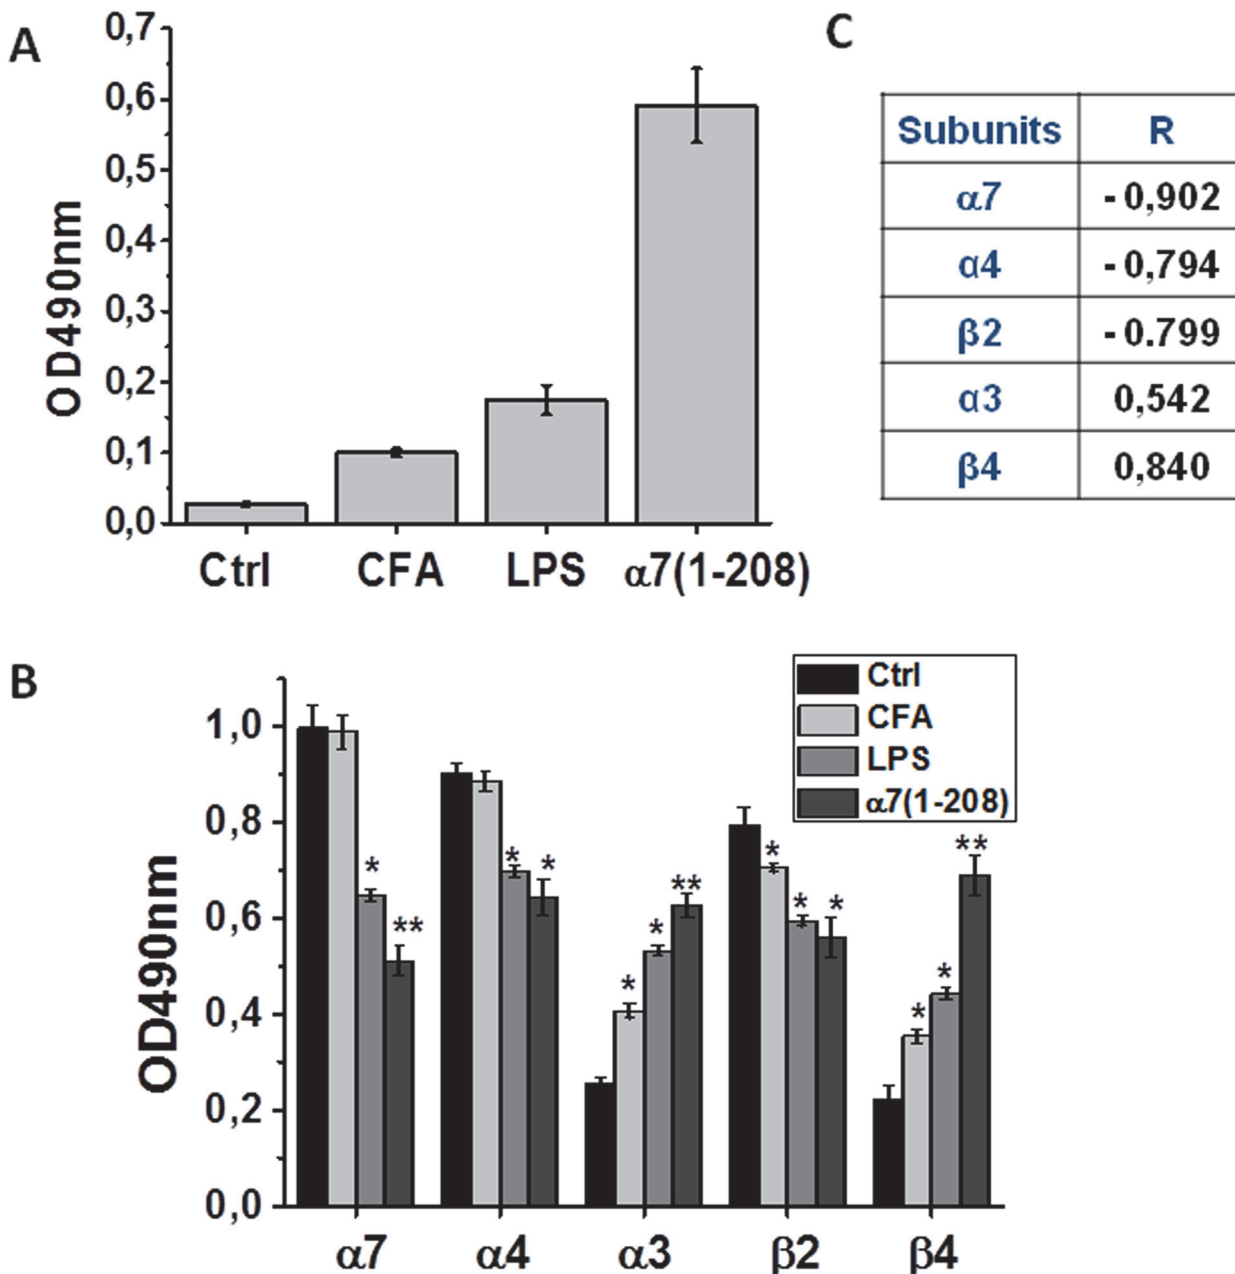 A
OD490nm
0,7
0,6
0,5
0,4
0,3
0,2
0,1
0,0
Ctrl CFA LPS α7(1-208)
C
Subunits R
α7 - 0,902
α4 - 0,794
β2 - 0.799
α3 0,542
β4 0,840
B
OD490nm
1,0
0,8
0,6
0,4
0,2
0,0
Ctrl
CFA
LPS
α7(1-208)
* **
* *
* * **
* * *
* * **
α7 α4 α3 β2 β4